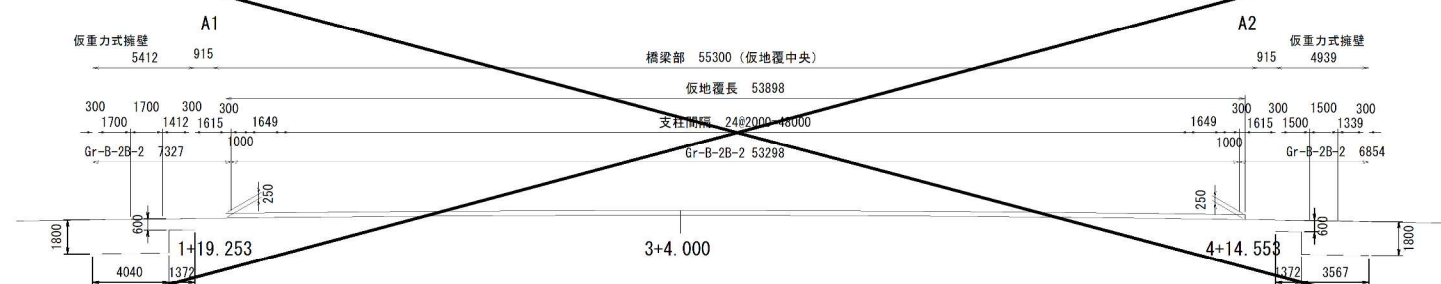 A1 A2
仮重力式擁壁 仮重力式擁壁
5412 915 橋梁部 55300 (仮地覆中央) 915 4939
仮地覆長 53898
300 1700 300 300 300 300 1500 300
1700 1412 1615 1649 支柱間隔 24@2000=48000 1649 1615 1500 1339
1000 1000
Gr-B-2B-2 7327 Gr-B-2B-2 53298 Gr-B-2B-2 6854
250 250
1800 600 600 1800
1+19.253 3+4.000 4+14.553
4040 1372 1372 3567